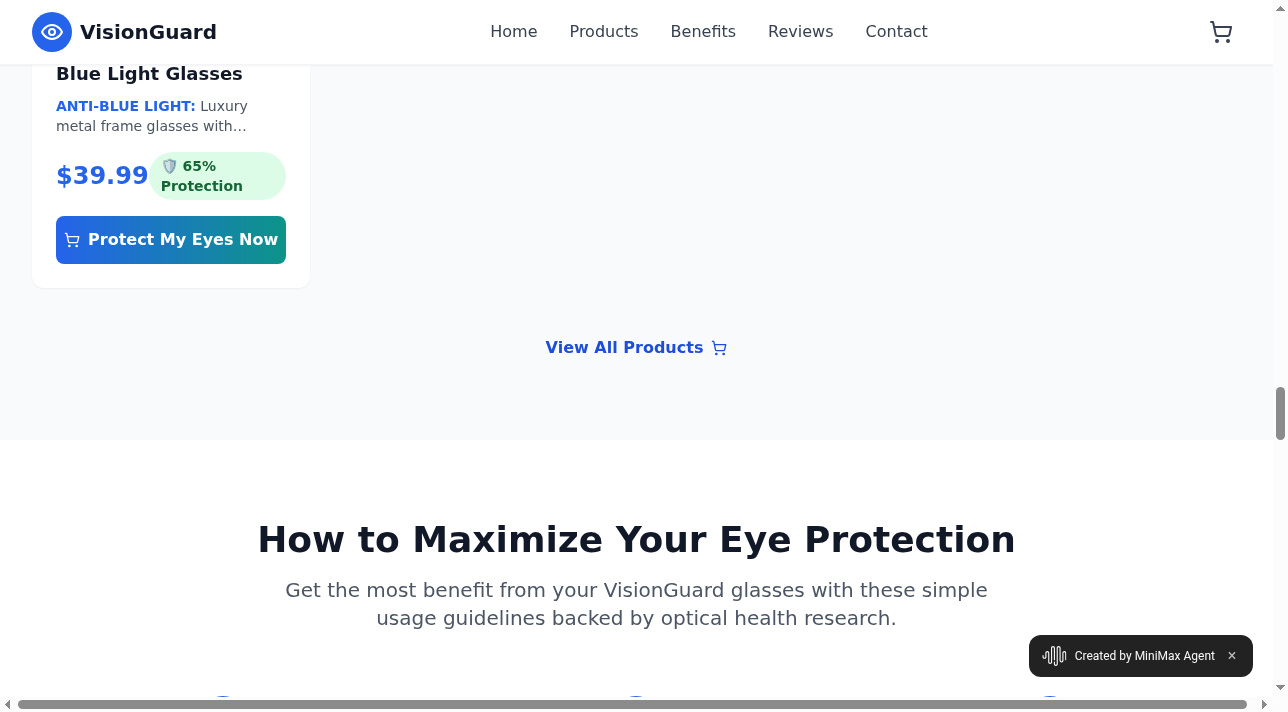 VisionGuard
Home
Products
Benefits
Reviews
Contact
Blue Light Glasses
ANTI-BLUE LIGHT: Luxury
metal frame glasses with...
$39.99
65%
Protection
Protect My Eyes Now
View All Products
How to Maximize Your Eye Protection
Get the most benefit from your VisionGuard glasses with these simple
usage guidelines backed by optical health research.
Created by MiniMax Agent ×